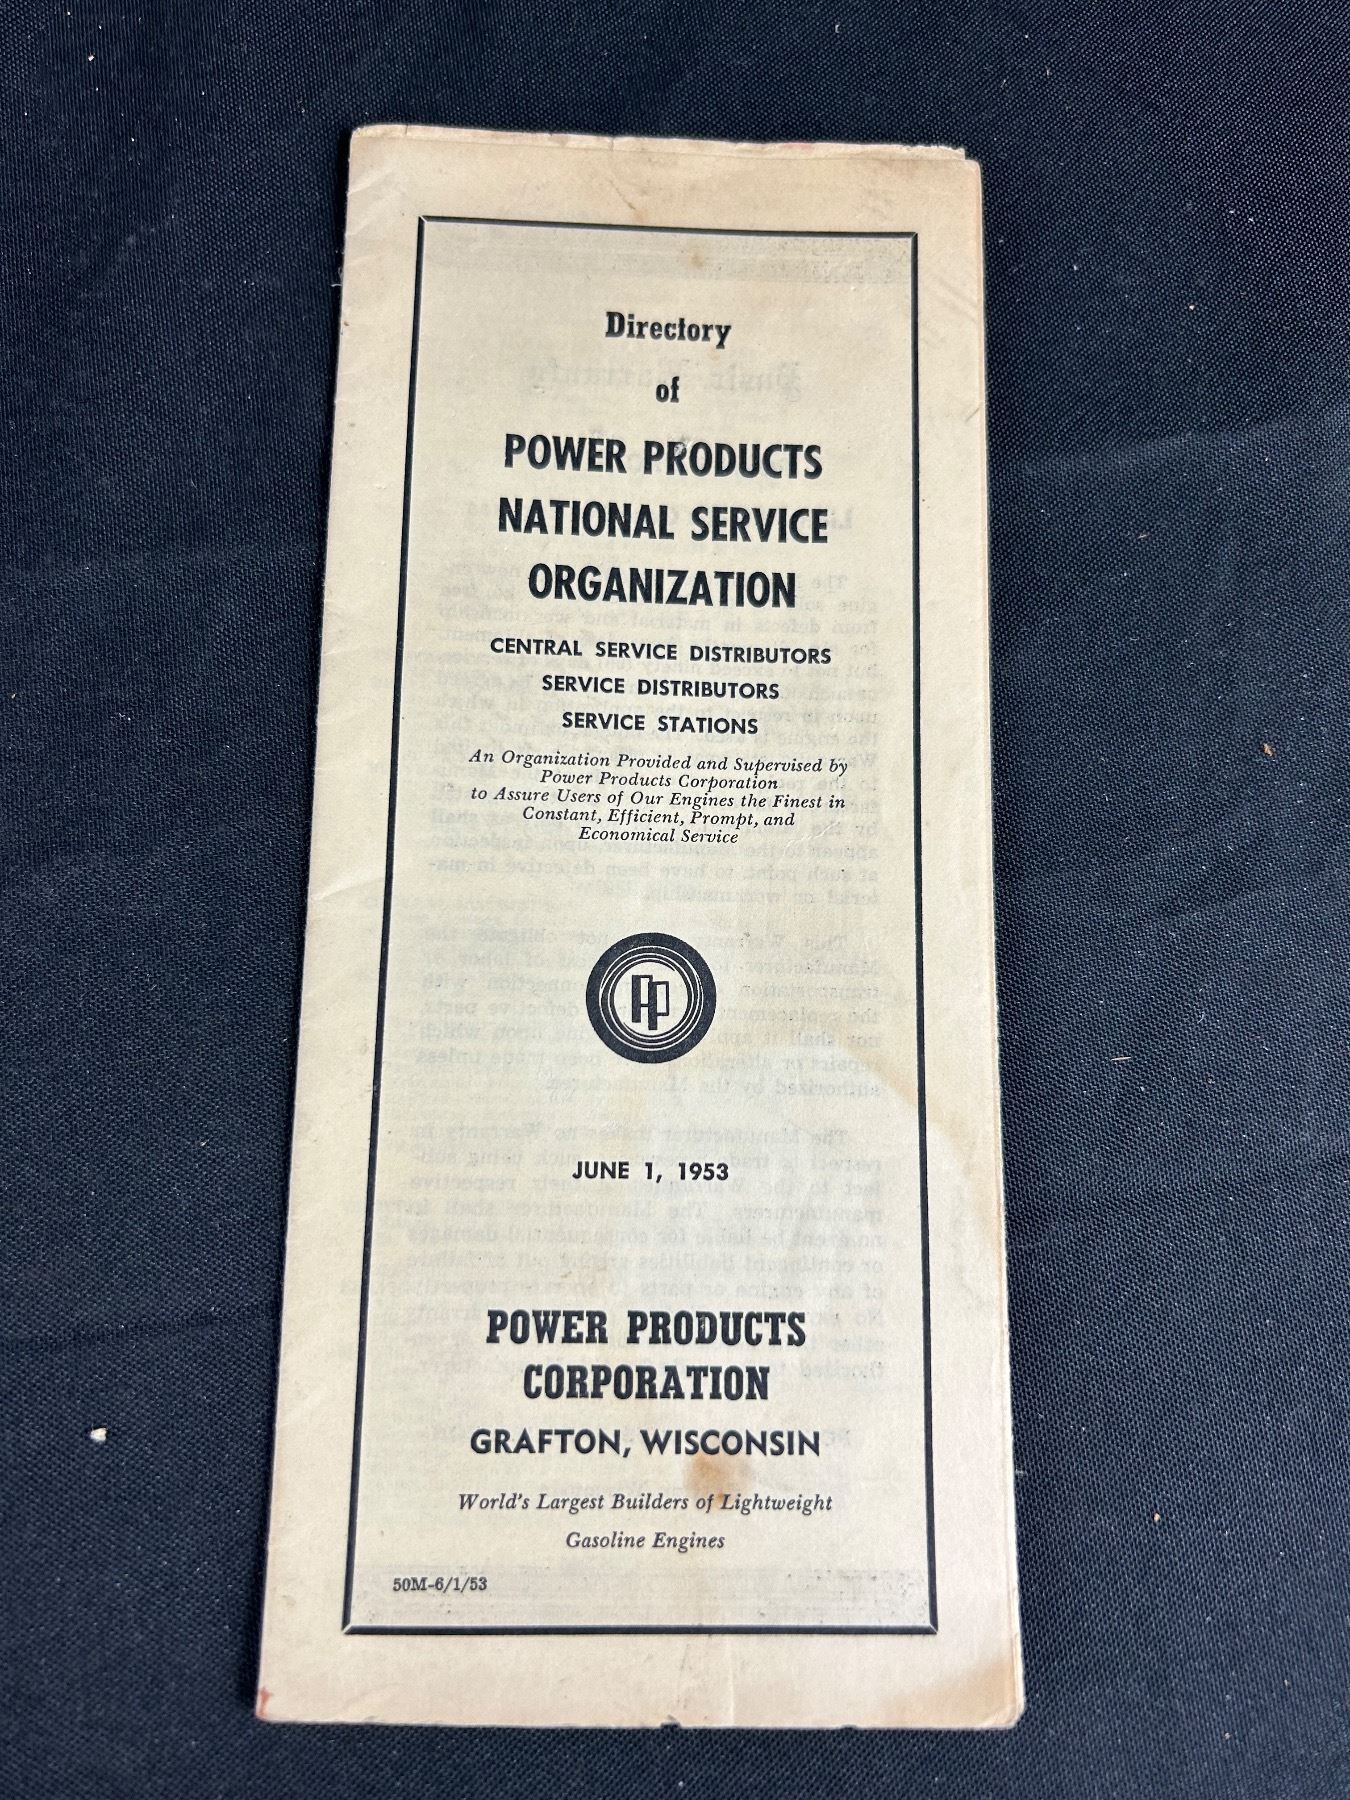 Directory
of
POWER PRODUCTS
NATIONAL SERVICE
ORGANIZATION
CENTRAL SERVICE DISTRIBUTORS
SERVICE DISTRIBUTORS
SERVICE STATIONS
An Organization Provided and Supervised by
Power Products Corporation
to Assure Users of Our Engines the Finest in
Constant, Efficient, Prompt, and
Economical Service
PP
JUNE 1, 1953
POWER PRODUCTS
CORPORATION
GRAFTON, WISCONSIN
World's Largest Builders of Lightweight
Gasoline Engines
50M-6/1/53